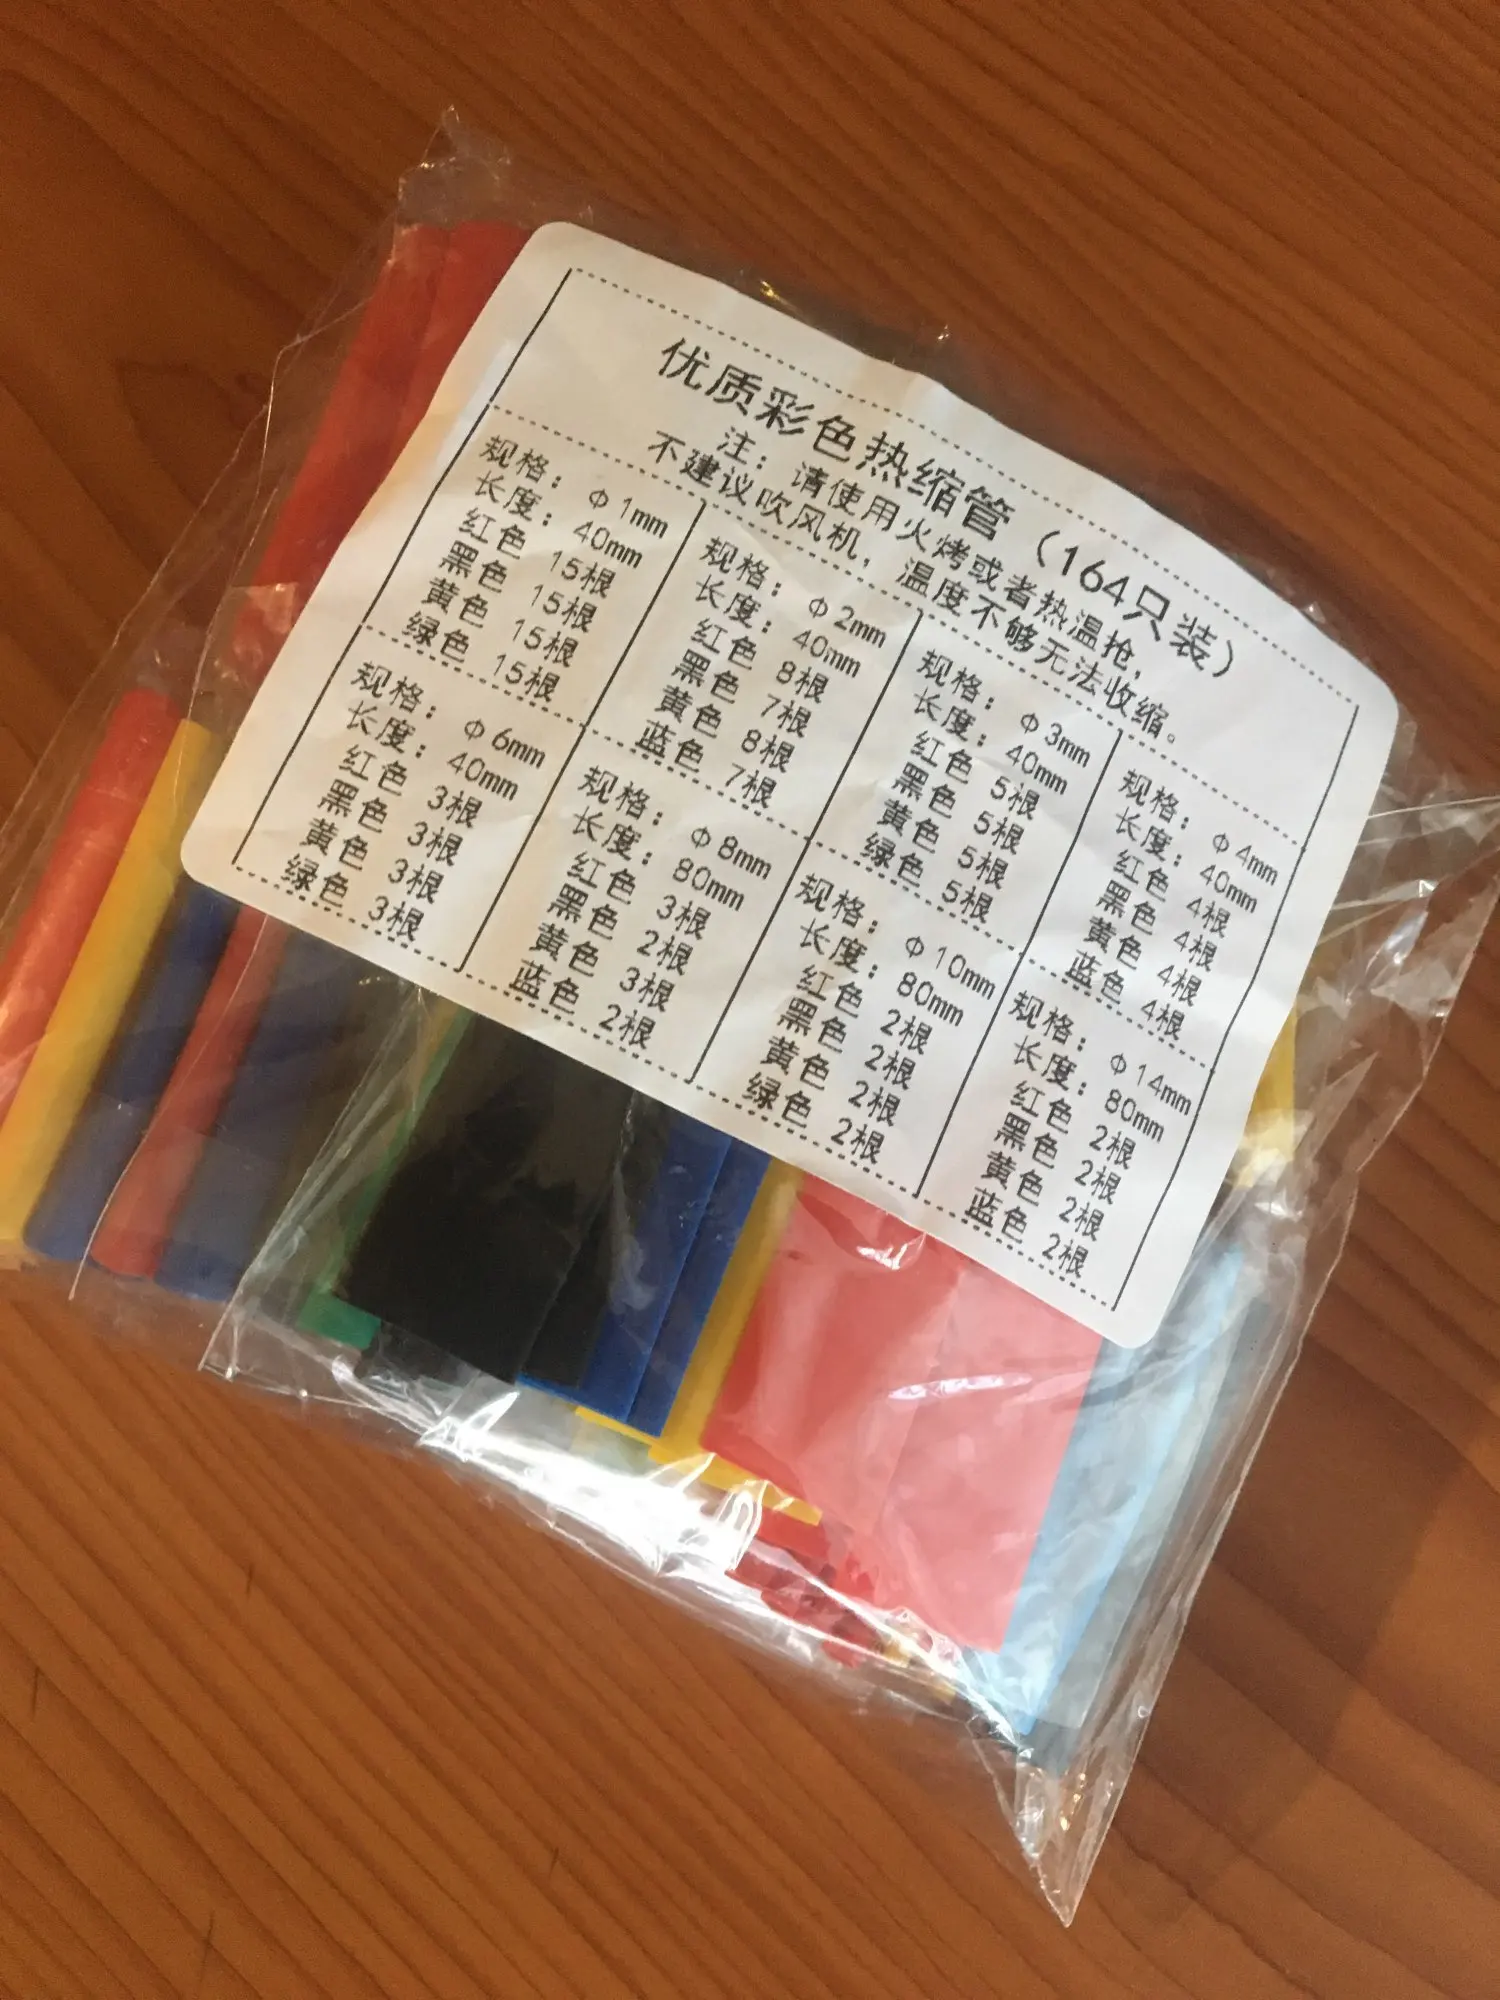 优质彩色热缩管（164只装）
注：请使用火烤或者热温抢，
不建议吹风机，温度不够无法收缩。
规格：Φ1mm
长度：40mm
红色 15根
黑色 15根
黄色 15根
绿色 15根
规格：Φ2mm
长度：40mm
红色 8根
黑色 7根
黄色 8根
蓝色 7根
规格：Φ3mm
长度：40mm
红色 5根
黑色 5根
黄色 5根
绿色 5根
规格：Φ4mm
长度：40mm
红色 4根
黑色 4根
黄色 4根
蓝色 4根
规格：Φ6mm
长度：40mm
红色 3根
黑色 3根
黄色 3根
绿色 3根
规格：Φ8mm
长度：80mm
红色 3根
黑色 2根
黄色 3根
蓝色 2根
规格：Φ10mm
长度：80mm
红色 2根
黑色 2根
黄色 2根
绿色 2根
规格：Φ14mm
长度：80mm
红色 2根
黑色 2根
黄色 2根
蓝色 2根